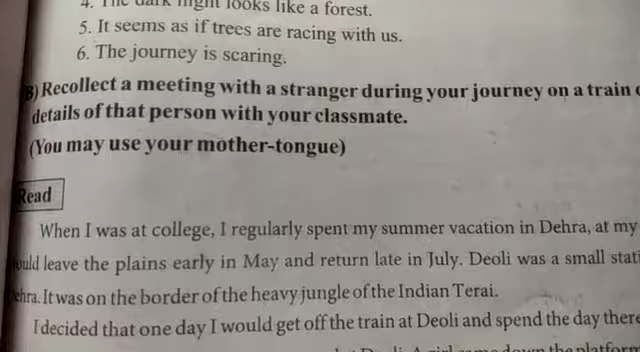 4. The dark night looks like a forest.
5. It seems as if trees are racing with us.
6. The journey is scaring.
B) Recollect a meeting with a stranger during your journey on a train
details of that person with your classmate.
(You may use your mother-tongue)
Read
When I was at college, I regularly spent my summer vacation in Dehra, at my
would leave the plains early in May and return late in July. Deoli was a small
Dehra. It was on the border of the heavy jungle of the Indian Terai.
I decided that one day I would get off the train at Deoli and spend the day there
A girl came down the platform